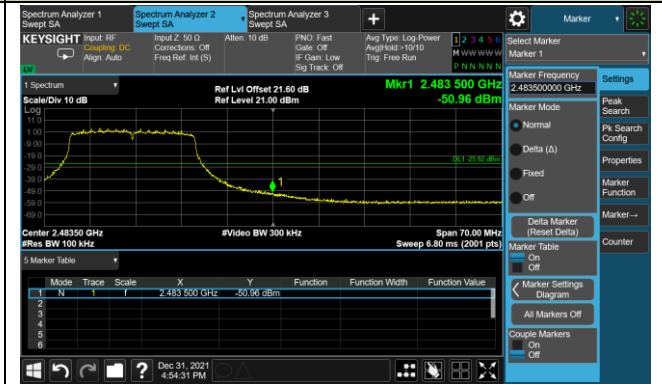 Spectrum Analyzer 1
Swept SA
Spectrum Analyzer 2
Swept SA
Spectrum Analyzer 3
Swept SA
+
Marker
KEYSIGHT
Input: RF
Coupling: DC
Align: Auto
Input Z: 50 Ω
Corrections: Off
Freq Ref: Int (S)
Atten: 10 dB
PNO: Fast
Gate: Off
IF Gain: Low
Sig Track: Off
Avg Type: Log-Power
Avg|Hold >10/10
Trig: Free Run
1 2 3 4 5 6
M W W W W W
P N N N N N
Select Marker
Marker 1
1 Spectrum
Scale/Div 10 dB
Log
Ref Lvl Offset 21.60 dB
Ref Level 21.00 dBm
Mkr1 2.483 500 GHz
-50.96 dBm
11.0
1.00
-9.00
-19.0
-29.0
-39.0
-49.0
-59.0
-69.0
DL1 -25.92 dBm
1
Center 2.48350 GHz
#Res BW 100 kHz
#Video BW 300 kHz
Span 70.00 MHz
Sweep 6.80 ms (2001 pts)
5 Marker Table
Mode Trace Scale X Y Function Function Width Function Value
1 N 1 f 2.483 500 GHz -50.96 dBm
2
3
4
5
6
Marker Frequency
2.483500000 GHz
Marker Mode
Normal
Delta (Δ)
Fixed
Off
Delta Marker
(Reset Delta)
Marker Table
On
Off
Marker Settings
Diagram
All Markers Off
Couple Markers
On
Off
Settings
Peak
Search
Pk Search
Config
Properties
Marker
Function
Marker→
Counter
?
Dec 31, 2021
4:54:31 PM